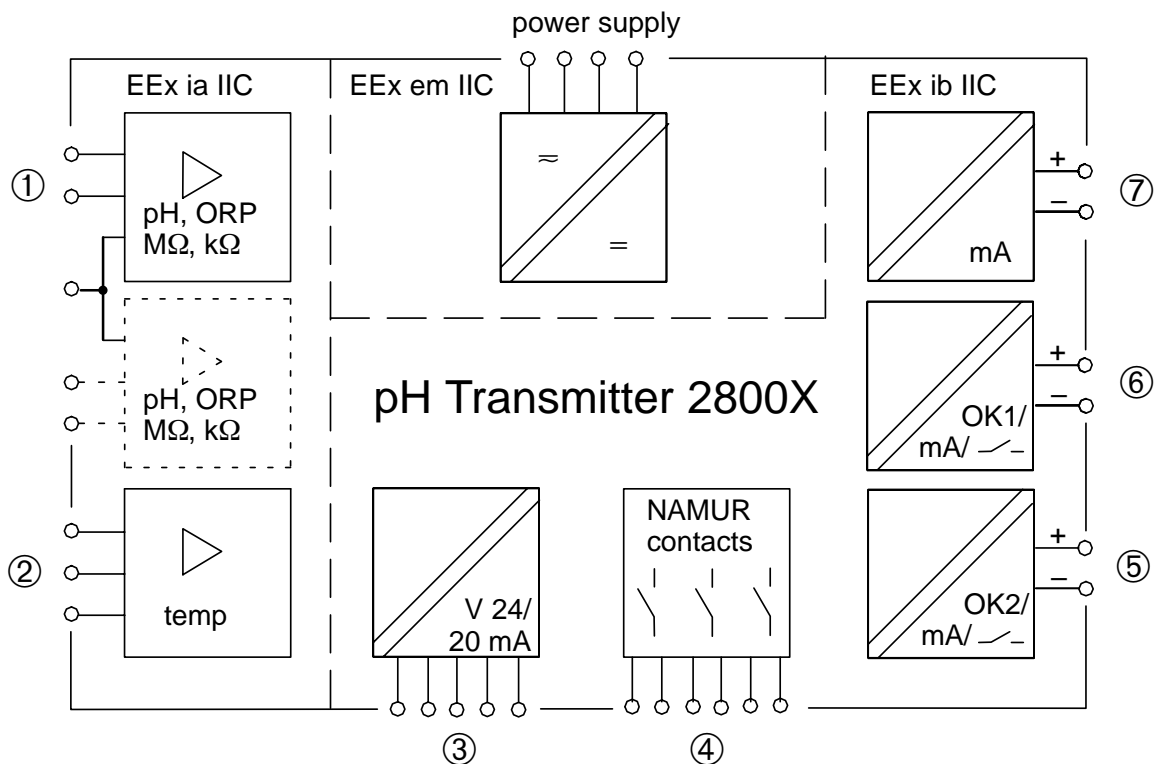 power supply
EEx ia IIC
EEx em IIC
EEx ib IIC
①
pH, ORP
MΩ, kΩ
≂
=
+
−
⑦
mA
pH, ORP
MΩ, kΩ
pH Transmitter 2800X
+
−
⑥
OK1/
mA/
②
temp
V 24/
20 mA
NAMUR
contacts
+
−
⑤
OK2/
mA/
③
④